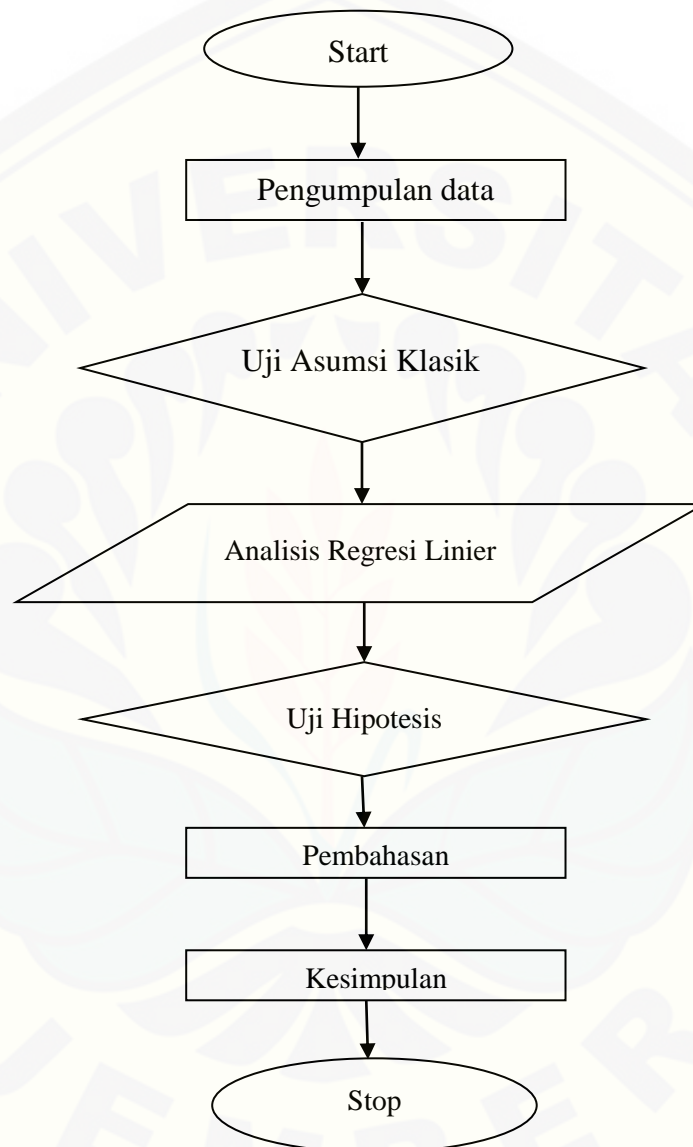 Start
Pengumpulan data
Uji Asumsi Klasik
Analisis Regresi Linier
Uji Hipotesis
Pembahasan
Kesimpulan
Stop